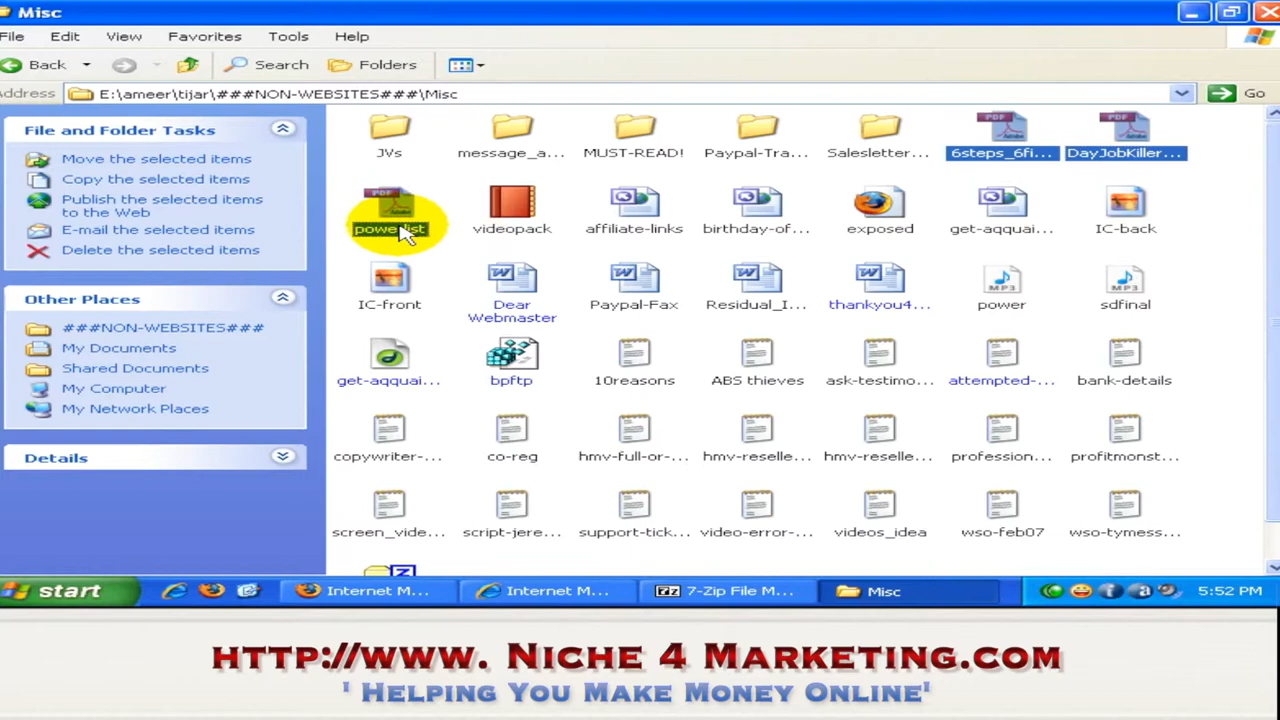 Misc
File Edit View Favorites Tools Help
Back Search Folders
Address E:\ameer\tijar\###NON-WEBSITES###\Misc Go
File and Folder Tasks
Move the selected items
Copy the selected items
Publish the selected items
to the Web
E-mail the selected items
Delete the selected items
Other Places
###NON-WEBSITES###
My Documents
Shared Documents
My Computer
My Network Places
Details
JVs message_a... MUST-READ! Paypal-Tra... Salesletter... 6steps_6fi... DayJobKiller...
powerlist videopack affiliate-links birthday-of... exposed get-aqquai... IC-back
IC-front Dear Webmaster Paypal-Fax Residual_I... thankyou4... power sdfinal
get-aqquai... bpftp 10reasons ABS thieves ask-testimo... attempted-... bank-details
copywriter-... co-reg hmv-full-or-... hmv-reselle... hmv-reselle... profession... profitmonst...
screen_vide... script-jere... support-tick... video-error-... videos_idea wso-feb07 wso-tymess...
start Internet M... Internet M... 7-Zip File M... Misc 5:52 PM
HTTP://WWW. NICHE 4 MARKETING.COM
' HELPING YOU MAKE MONEY ONLINE'